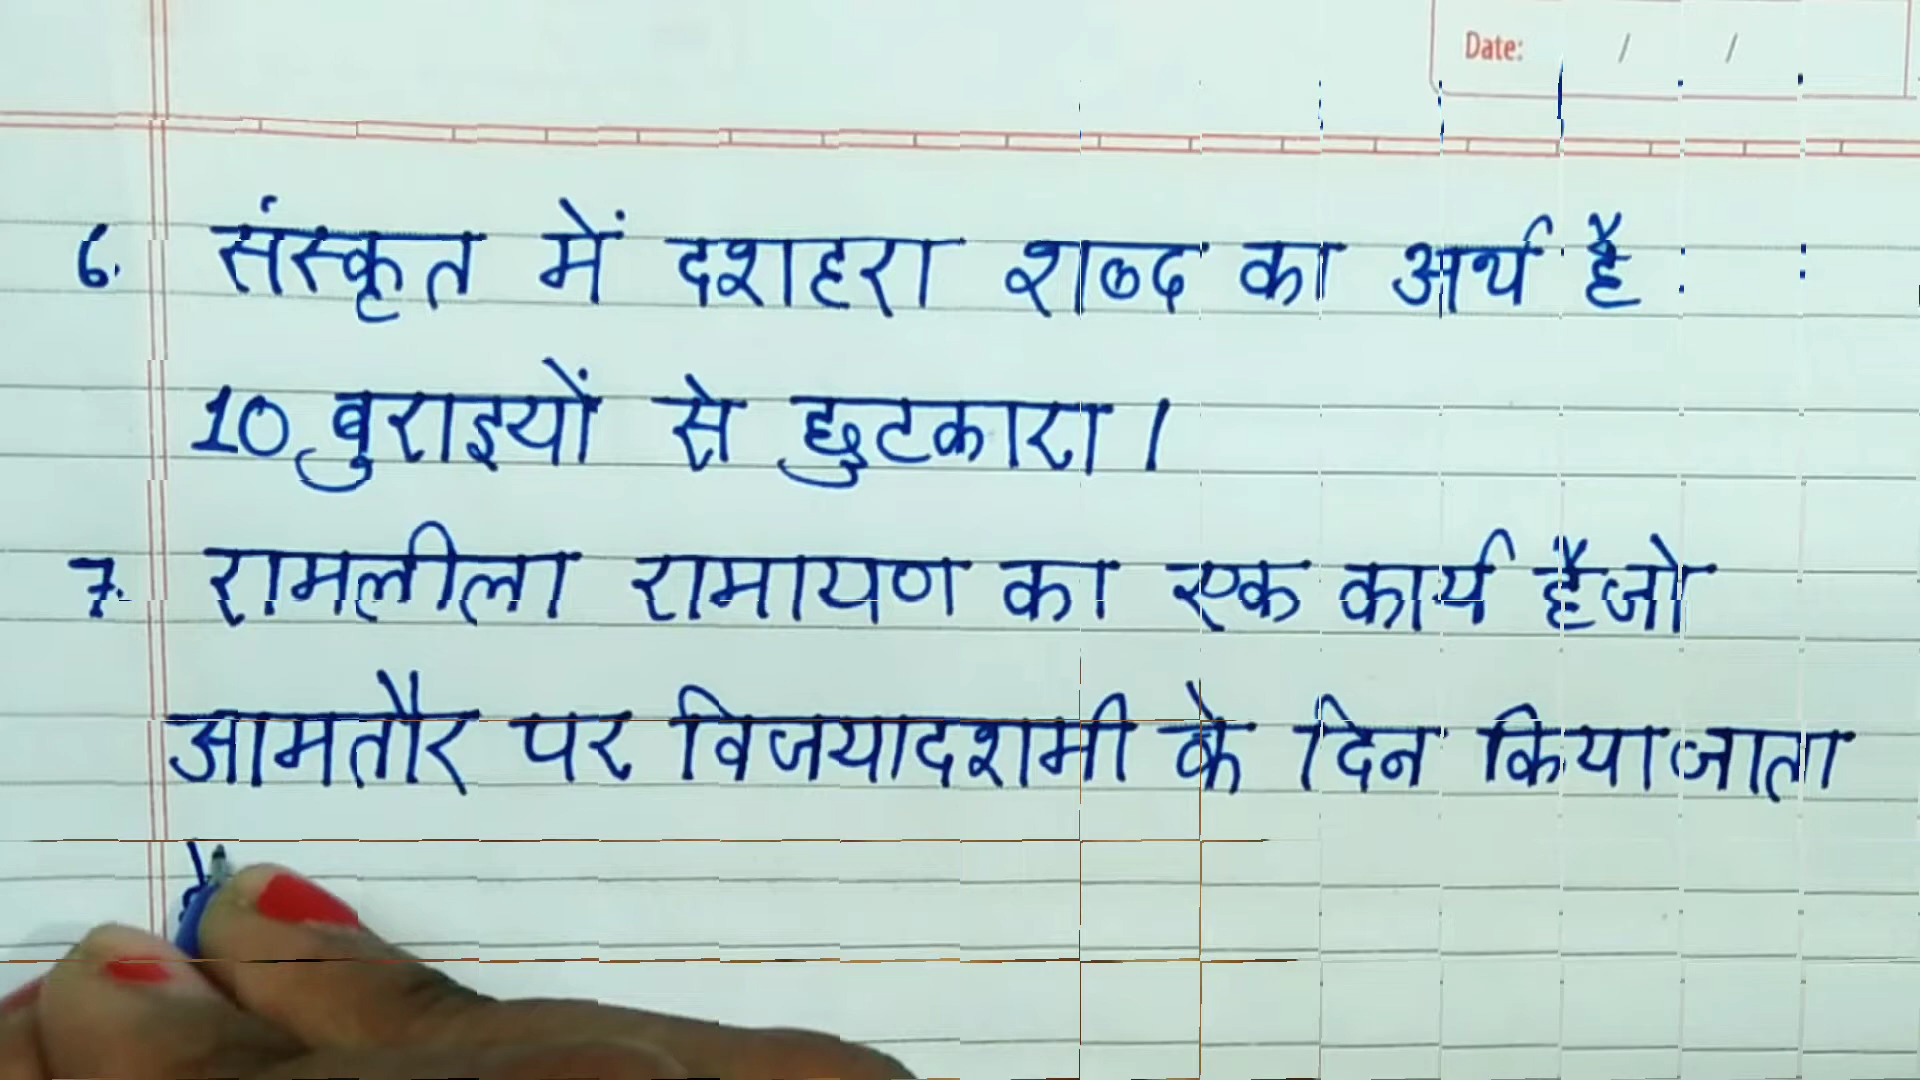 Date: / /
6. संस्कृत में दशहरा शब्द का अर्थ है
10 बुराइयों से छुटकारा।
7. रामलीला रामायण का एक कार्य है जो
आमतौर पर विजयादशमी के दिन किया जाता